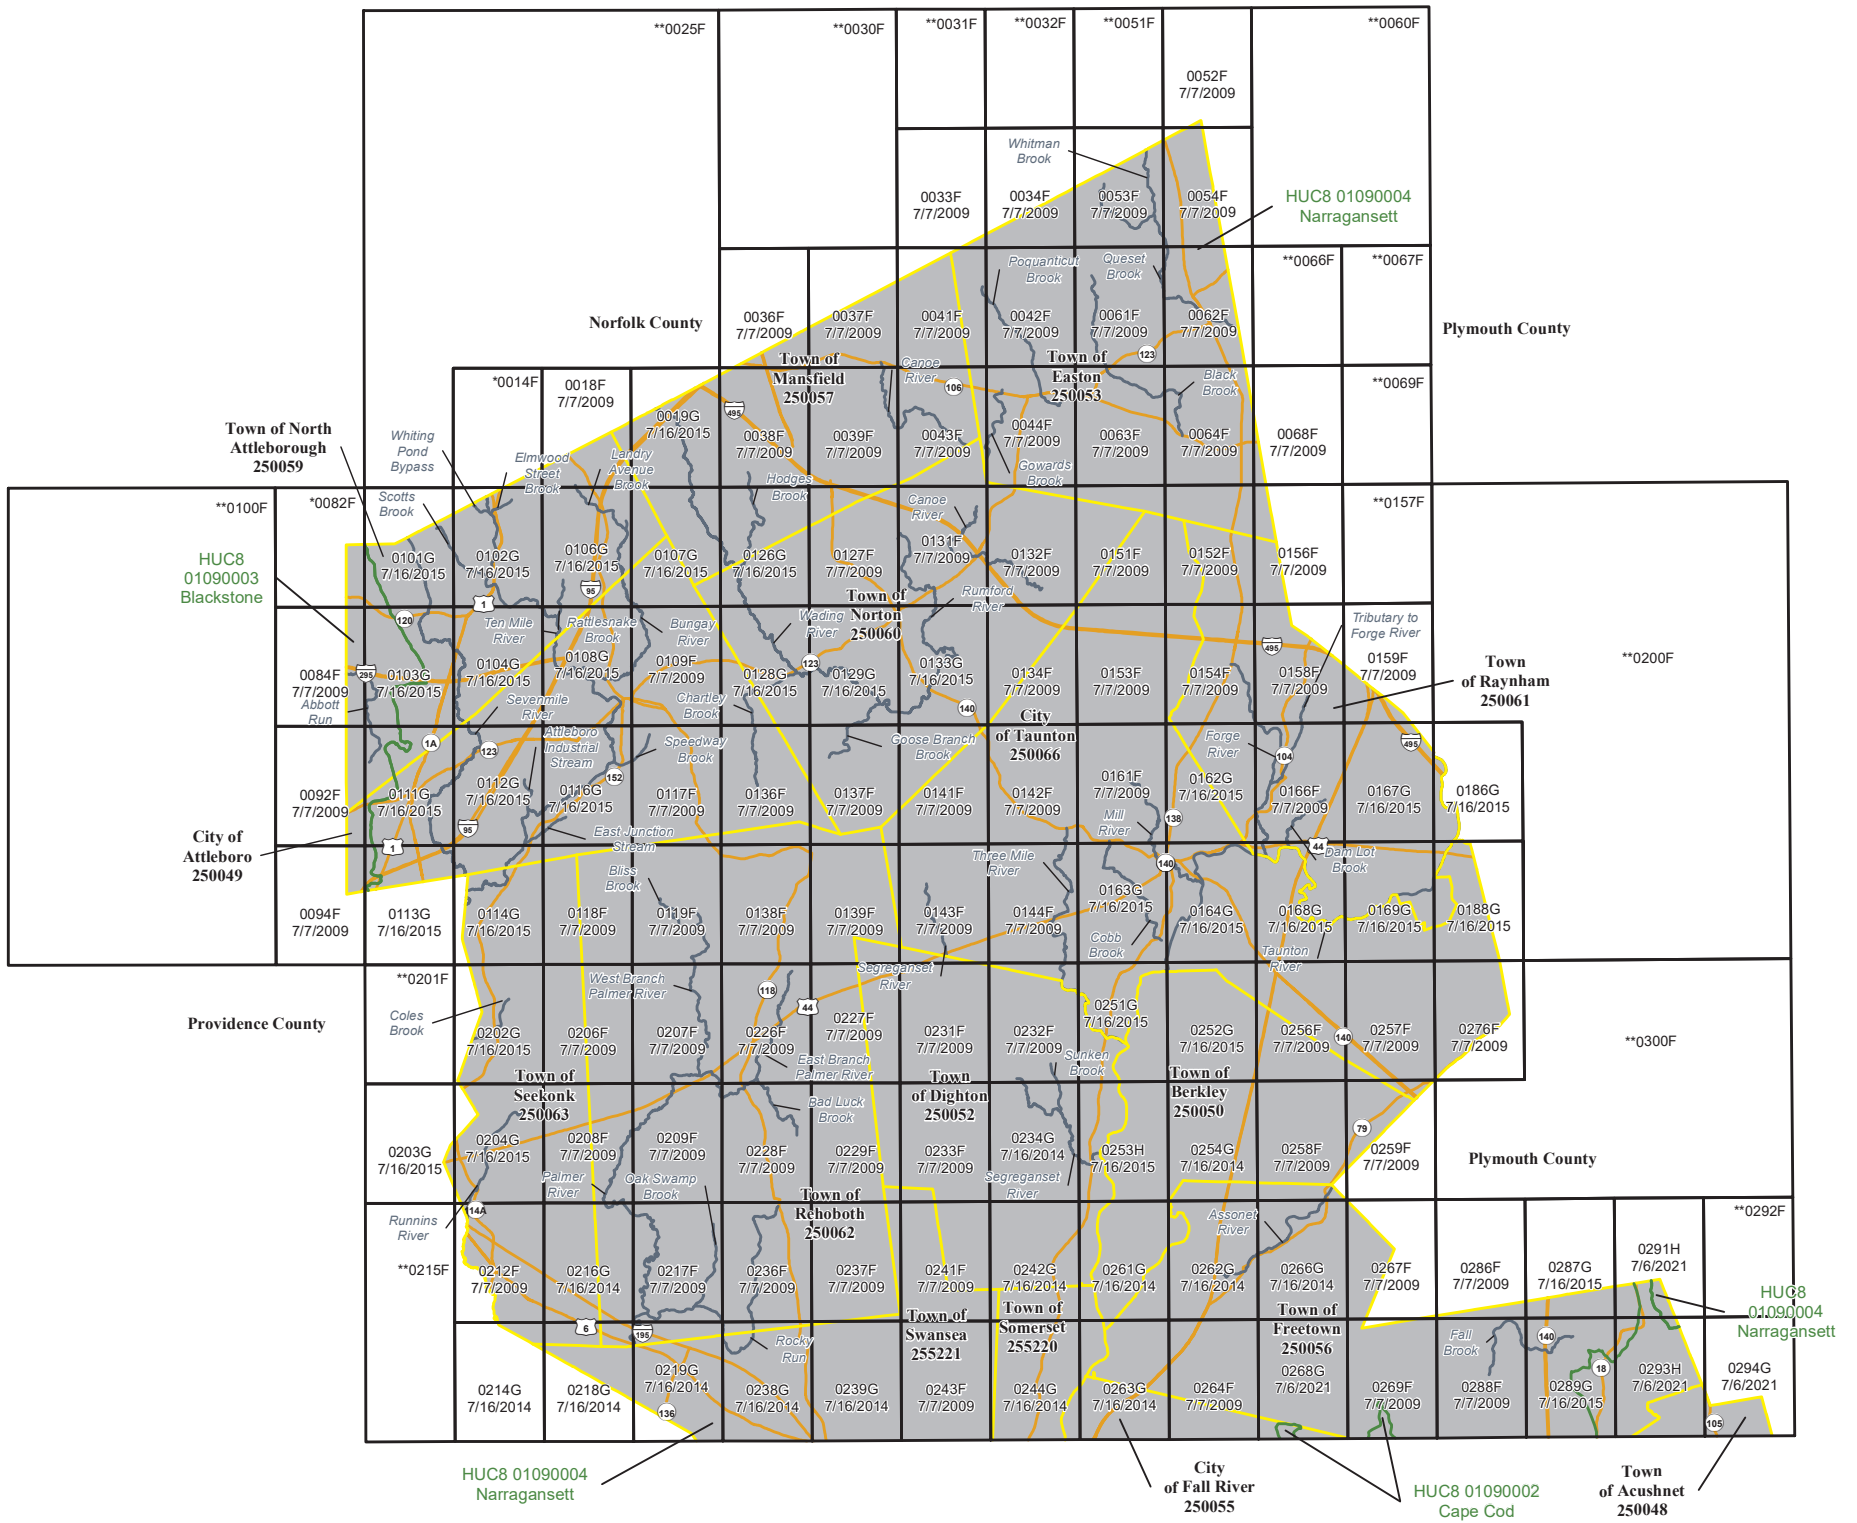 **0025F
**0030F
**0031F
**0032F
**0051F
**0060F
0052F
7/7/2009
Whitman
Brook
0033F
7/7/2009
0034F
7/7/2009
0053F
7/7/2009
0054F
7/7/2009
HUC8 01090004
Narragansett
Norfolk County
0036F
7/7/2009
0037F
7/7/2009
0041F
7/7/2009
Poquanticut
Brook
0042F
7/7/2009
Queset
Brook
0061F
7/7/2009
0062F
7/7/2009
**0066F
**0067F
Plymouth County
123
Town of
Mansfield
250057
Canoe
River
106
Town of
Easton
250053
Black
Brook
*0014F
0018F
7/7/2009
0019G
7/16/2015
495
0038F
7/7/2009
0039F
7/7/2009
0043F
7/7/2009
0044F
7/7/2009
0063F
7/7/2009
0064F
7/7/2009
0068F
7/7/2009
**0069F
Town of North
Attleborough
250059
Whiting
Pond
Bypass
Elmwood
Street
Brook
Landry
Avenue
Brook
Hodges
Brook
Gowards
Brook
Scotts
Brook
**0100F
*0082F
HUC8
01090003
Blackstone
0101G
7/16/2015
0102G
7/16/2015
0106G
7/16/2015
0107G
7/16/2015
0126G
7/16/2015
0127F
7/7/2009
Canoe
River
0131F
7/7/2009
0132F
7/7/2009
0151F
7/7/2009
0152F
7/7/2009
0156F
7/7/2009
**0157F
95
1
120
Ten Mile
River
Rattlesnake
Brook
Bungay
River
Wading
River
Town of
Norton
250060
Rumford
River
Tributary to
Forge River
495
0084F
7/7/2009
Abbott
Run
295
0103G
7/16/2015
0104G
7/16/2015
0108G
7/16/2015
0109F
7/7/2009
0128G
7/16/2015
123
0129G
7/16/2015
0133G
7/16/2015
0134F
7/7/2009
0153F
7/7/2009
0154F
7/7/2009
0158F
7/7/2009
0159F
7/7/2009
Town
of Raynham
250061
**0200F
Sevenmile
River
Chartley
Brook
140
City
of Taunton
250066
1A
123
Attleboro
Industrial
Stream
Speedway
Brook
Goose Branch
Brook
Forge
River
104
495
0092F
7/7/2009
0111G
7/16/2015
0112G
7/16/2015
0116G
7/16/2015
152
0117F
7/7/2009
0136F
7/7/2009
0137F
7/7/2009
0141F
7/7/2009
0142F
7/7/2009
0161F
7/7/2009
0162G
7/16/2015
0166F
7/7/2009
0167G
7/16/2015
0186G
7/16/2015
City of
Attleboro
250049
95
1
East Junction
Stream
Mill
River
138
44
Dam Lot
Brook
Bliss
Brook
Three Mile
River
140
0094F
7/7/2009
0113G
7/16/2015
0114G
7/16/2015
0118F
7/7/2009
0119F
7/7/2009
0138F
7/7/2009
0139F
7/7/2009
0143F
7/7/2009
0144F
7/7/2009
0163G
7/16/2015
0164G
7/16/2015
0168G
7/16/2015
0169G
7/16/2015
0188G
7/16/2015
Cobb
Brook
Taunton
River
**0201F
Coles
Brook
Providence County
0202G
7/16/2015
0206F
7/7/2009
West Branch
Palmer River
0207F
7/7/2009
118
44
0226F
7/7/2009
0227F
7/7/2009
Segreganset
River
0231F
7/7/2009
0232F
7/7/2009
0251G
7/16/2015
0252G
7/16/2015
0256F
7/7/2009
140
0257F
7/7/2009
0276F
7/7/2009
**0300F
East Branch
Palmer River
Sunken
Brook
Town of
Seekonk
250063
Bad Luck
Brook
Town
of Dighton
250052
Town of
Berkley
250050
79
0203G
7/16/2015
0204G
7/16/2015
0208F
7/7/2009
0209F
7/7/2009
0228F
7/7/2009
0229F
7/7/2009
0233F
7/7/2009
0234G
7/16/2014
0253H
7/16/2015
0254G
7/16/2014
0258F
7/7/2009
0259F
7/7/2009
Plymouth County
Palmer
River
Oak Swamp
Brook
Segreganset
River
Town of
Rehoboth
250062
Runnins
River
114A
Assonet
River
**0292F
**0215F
0212F
7/7/2009
0216G
7/16/2014
0217F
7/7/2009
0236F
7/7/2009
0237F
7/7/2009
0241F
7/7/2009
0242G
7/16/2014
0261G
7/16/2014
0262G
7/16/2014
0266G
7/16/2014
0267F
7/7/2009
0286F
7/7/2009
0287G
7/16/2015
0291H
7/6/2021
HUC8
01090004
Narragansett
6
195
Rocky
Run
Town of
Swansea
255221
Town of
Somerset
255220
Town of
Freetown
250056
Fall
Brook
140
18
0214G
7/16/2014
0218G
7/16/2014
0219G
7/16/2014
136
0238G
7/16/2014
0239G
7/16/2014
0243F
7/7/2009
0244G
7/16/2014
0263G
7/16/2014
0264F
7/7/2009
0268G
7/6/2021
0269F
7/7/2009
0288F
7/7/2009
0289G
7/16/2015
0293H
7/6/2021
0294G
7/6/2021
105
HUC8 01090004
Narragansett
City
of Fall River
250055
HUC8 01090002
Cape Cod
Town
of Acushnet
250048